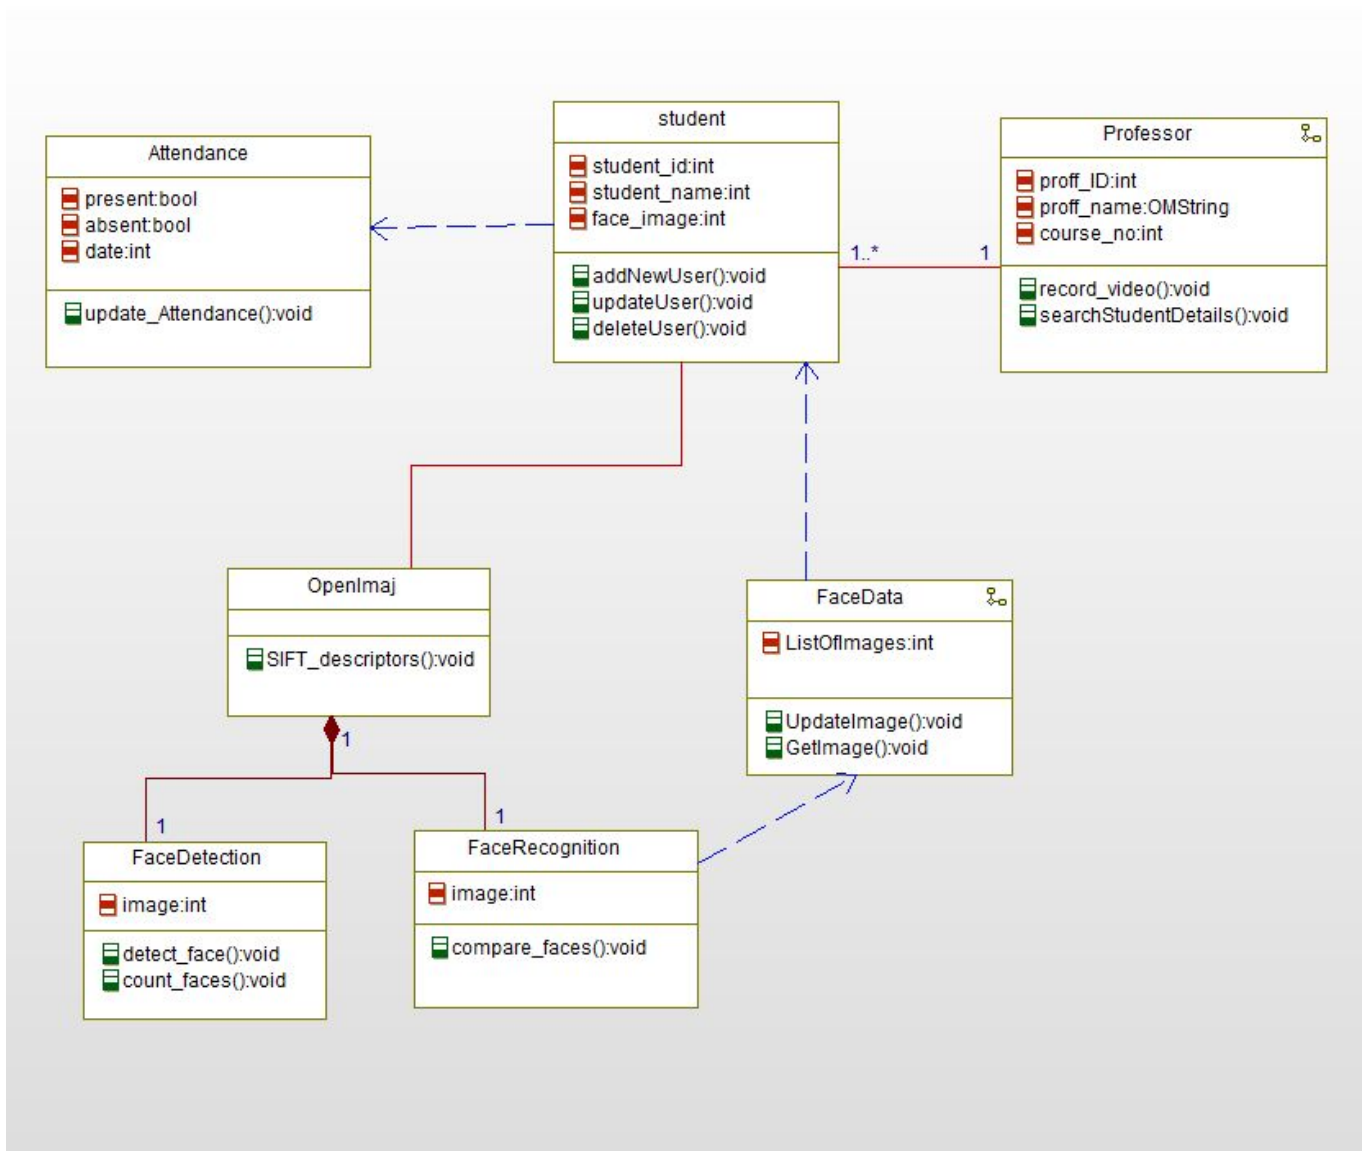 Attendance
present:bool
absent:bool
date:int
update_Attendance():void
student
student_id:int
student_name:int
face_image:int
addNewUser():void
updateUser():void
deleteUser():void
1..*
1
Professor
proff_ID:int
proff_name:OMString
course_no:int
record_video():void
searchStudentDetails():void
OpenImaj
SIFT_descriptors():void
1
FaceData
ListOfImages:int
UpdateImage():void
GetImage():void
1
FaceDetection
image:int
detect_face():void
count_faces():void
1
FaceRecognition
image:int
compare_faces():void